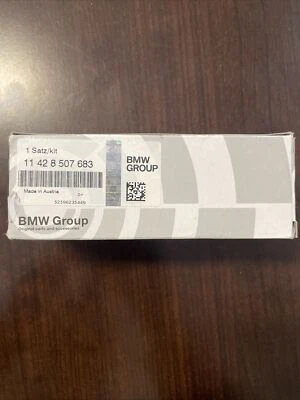 1 Satz/kit
11 42 8 507 683
BMW
GROUP
Made in Austria
52596235449
BMW Group
Original parts and accessories